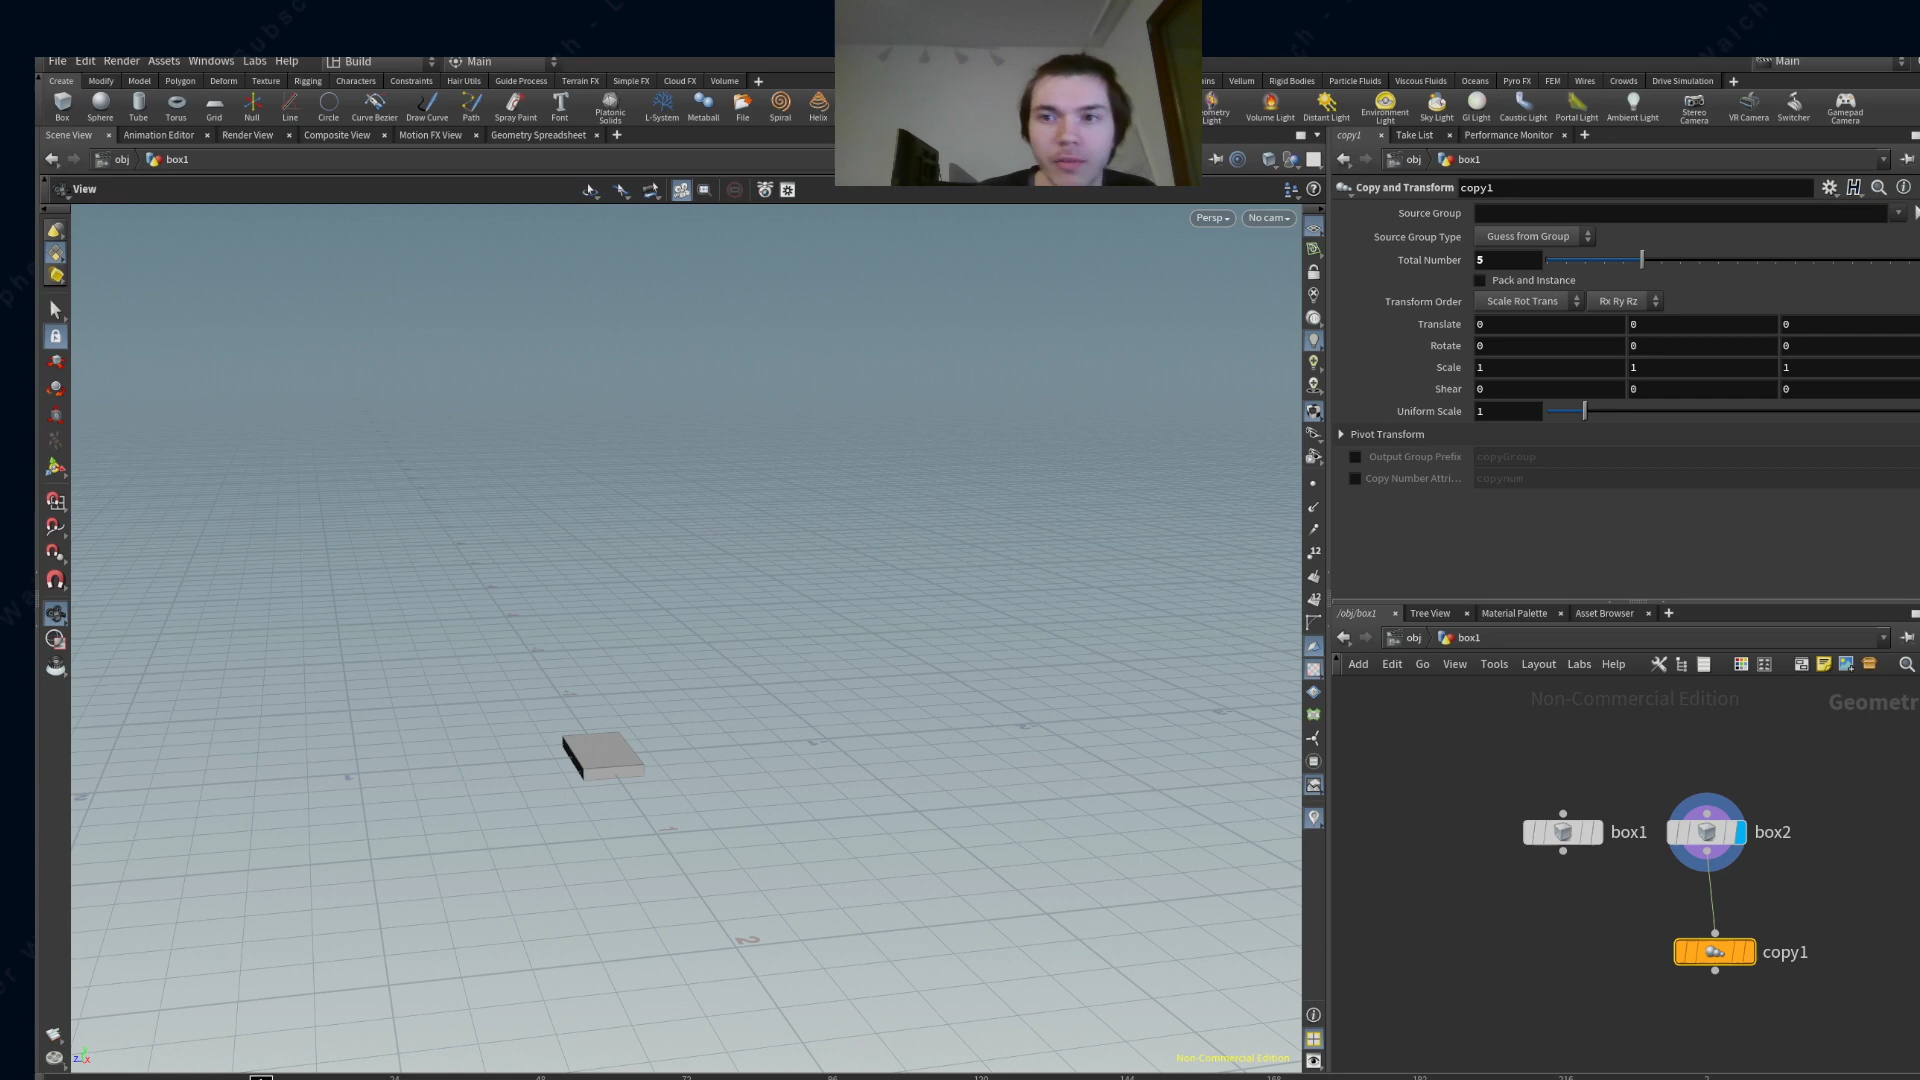 File Edit Render Assets Windows Labs Help Build Main Main
Create Modify Model Polygon Deform Texture Rigging Characters Constraints Hair Utils Guide Process Terrain FX Simple FX Cloud FX Volume Vellum Rigid Bodies Particle Fluids Viscous Fluids Oceans Pyro FX FEM Wires Crowds Drive Simulation
Box Sphere Tube Torus Grid Null Line Circle Curve Bezier Draw Curve Path Spray Paint Font Platonic Solids L-System Metaball File Spiral Helix Light Volume Light Distant Light Environment Light Sky Light GI Light Caustic Light Portal Light Ambient Light Stereo Camera VR Camera Switcher Gamepad Camera
Scene View Animation Editor Render View Composite View Motion FX View Geometry Spreadsheet copy1 Take List Performance Monitor
obj box1 obj box1
View
Copy and Transform copy1
Persp No cam
Source Group
Source Group Type Guess from Group
Total Number 5
Pack and Instance
Transform Order Scale Rot Trans Rx Ry Rz
Translate 0 0 0
Rotate 0 0 0
Scale 1 1 1
Shear 0 0 0
Uniform Scale 1
Pivot Transform
Output Group Prefix copyGroup
Copy Number Attri... copynum
12
12
/obj/box1 Tree View Material Palette Asset Browser
obj box1
Add Edit Go View Tools Layout Labs Help
Non-Commercial Edition Geometr
box1 box2
copy1
2
Non-Commercial Edition